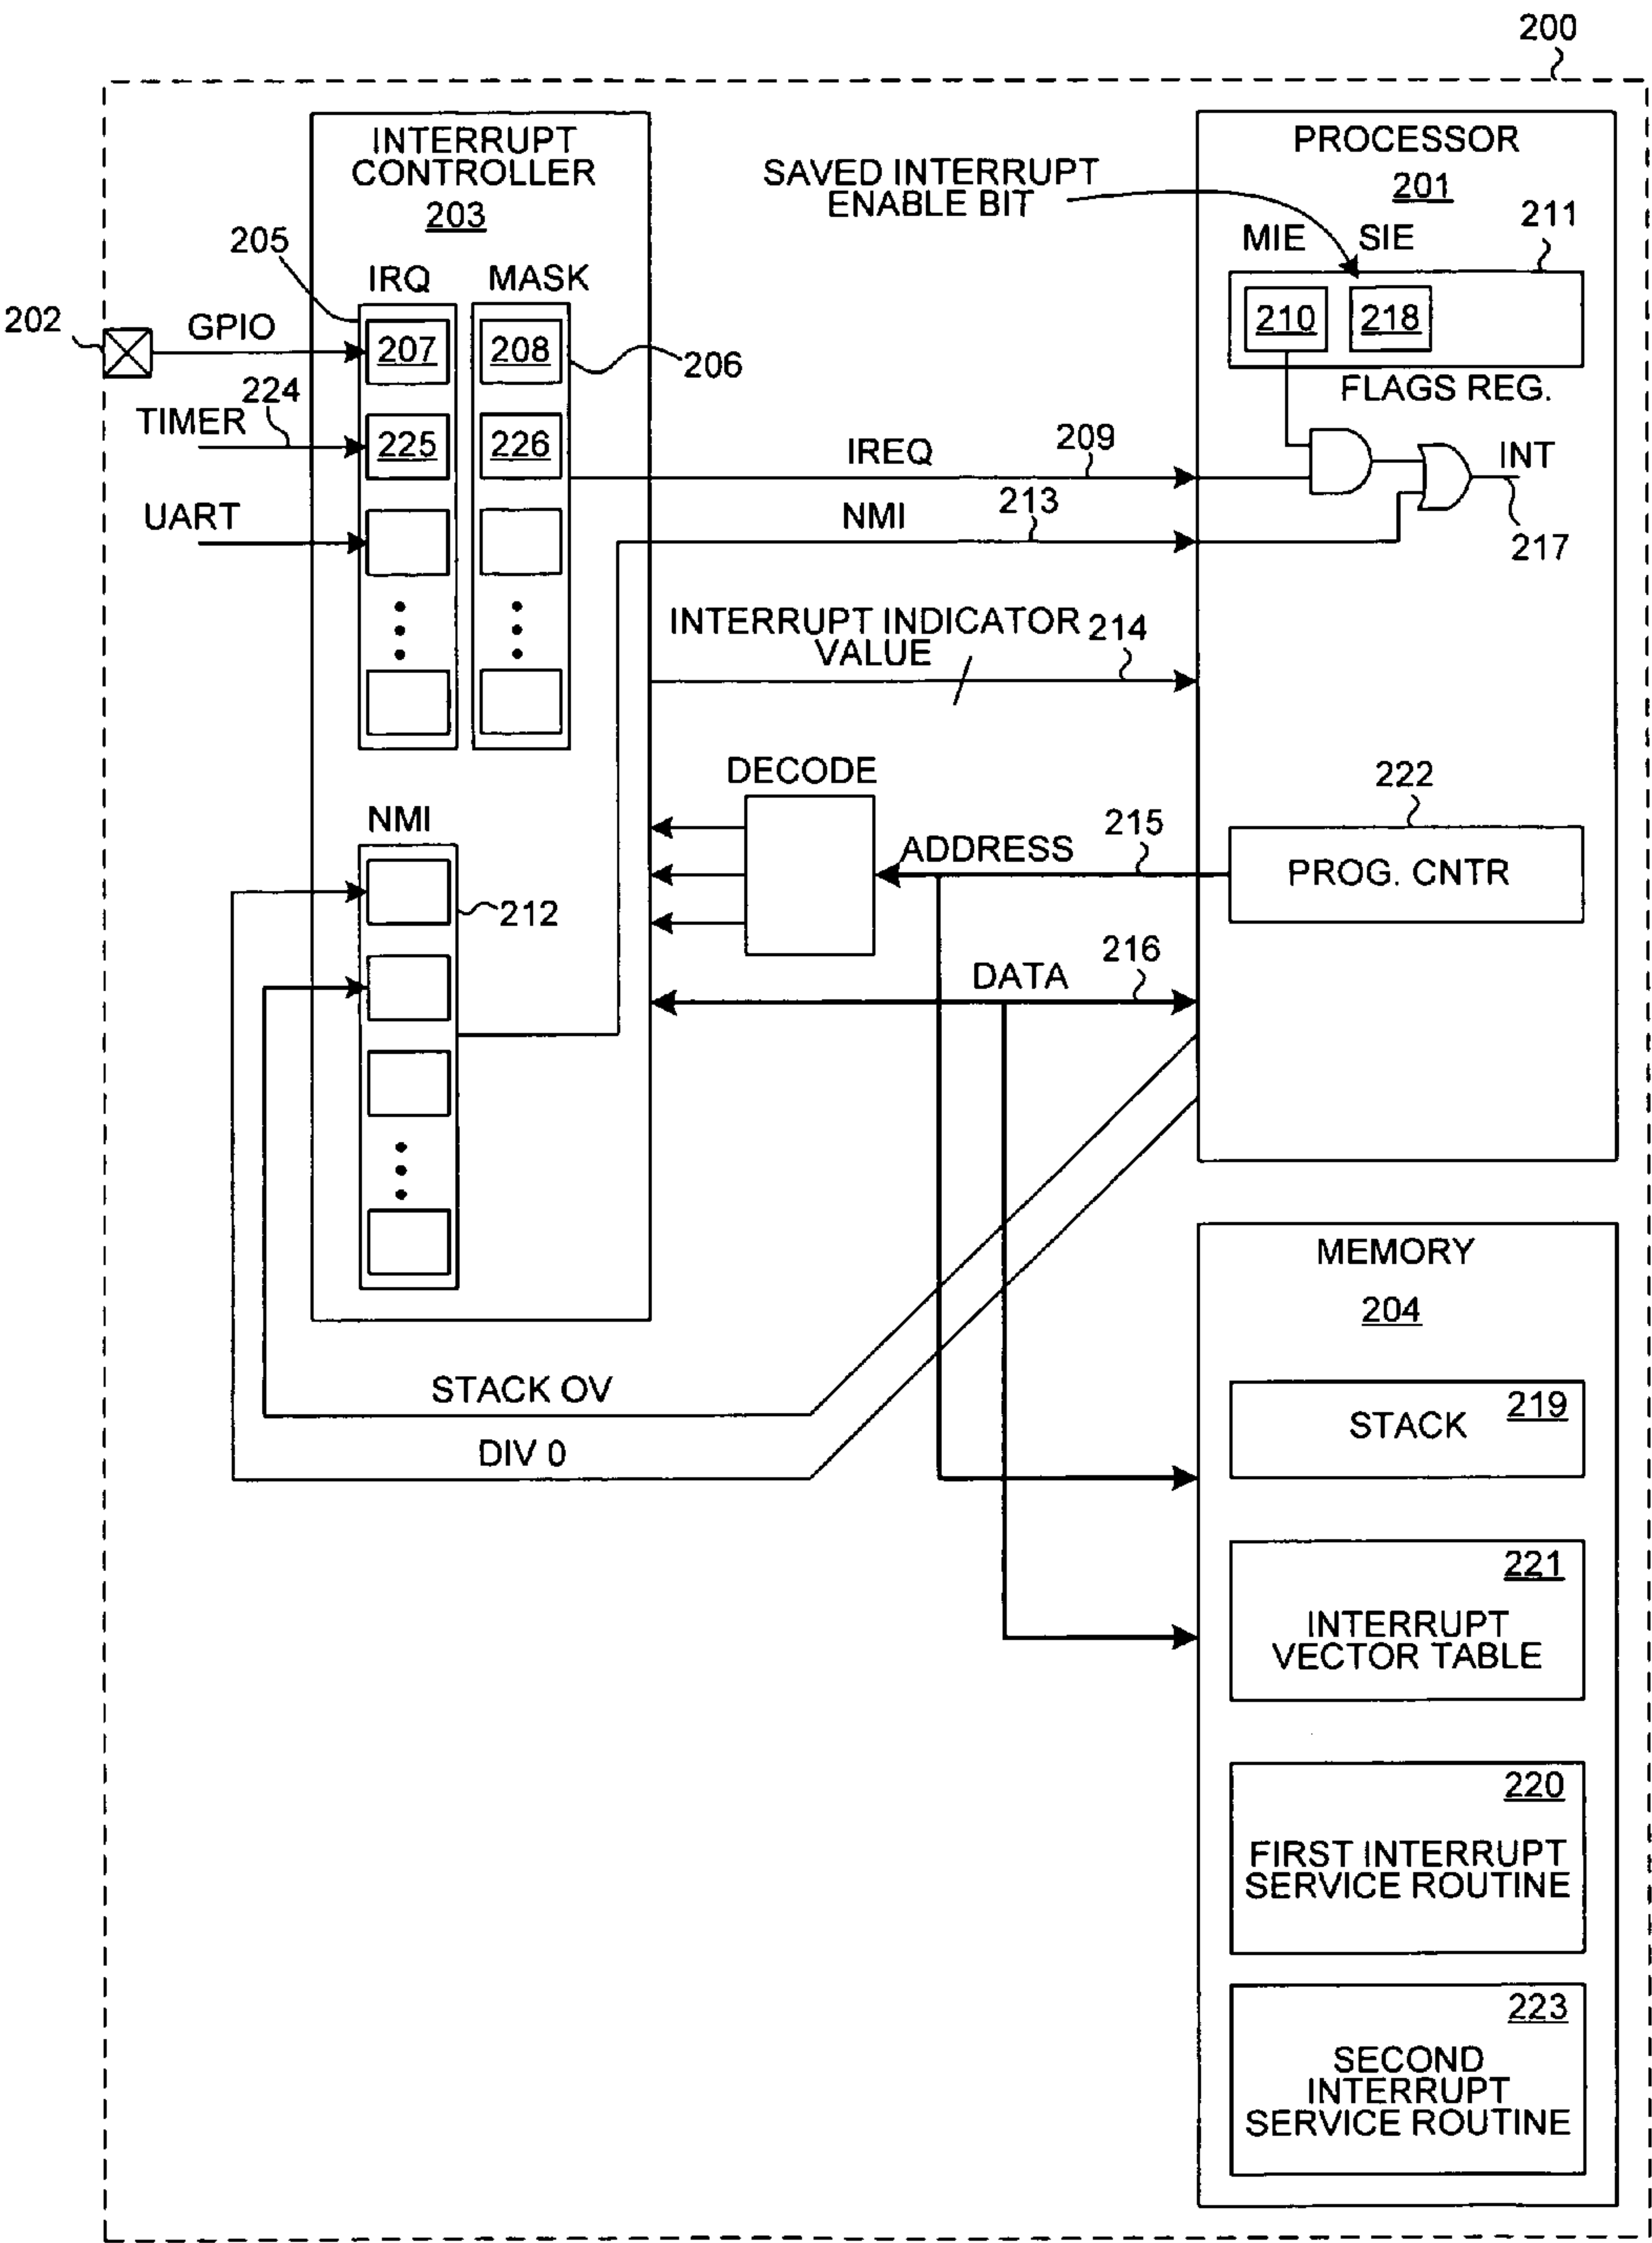 200
INTERRUPT
CONTROLLER
203
SAVED INTERRUPT
ENABLE BIT
PROCESSOR
201
211
MIE
SIE
205
IRQ
MASK
202
GPIO
207
208
206
210
218
FLAGS REG.
224
TIMER
225
226
IREQ
209
INT
217
UART
NMI
213
INTERRUPT INDICATOR
VALUE
214
DECODE
222
NMI
ADDRESS
215
PROG. CNTR
212
DATA
216
MEMORY
204
STACK OV
DIV 0
219
STACK
221
INTERRUPT
VECTOR TABLE
220
FIRST INTERRUPT
SERVICE ROUTINE
223
SECOND
INTERRUPT
SERVICE ROUTINE